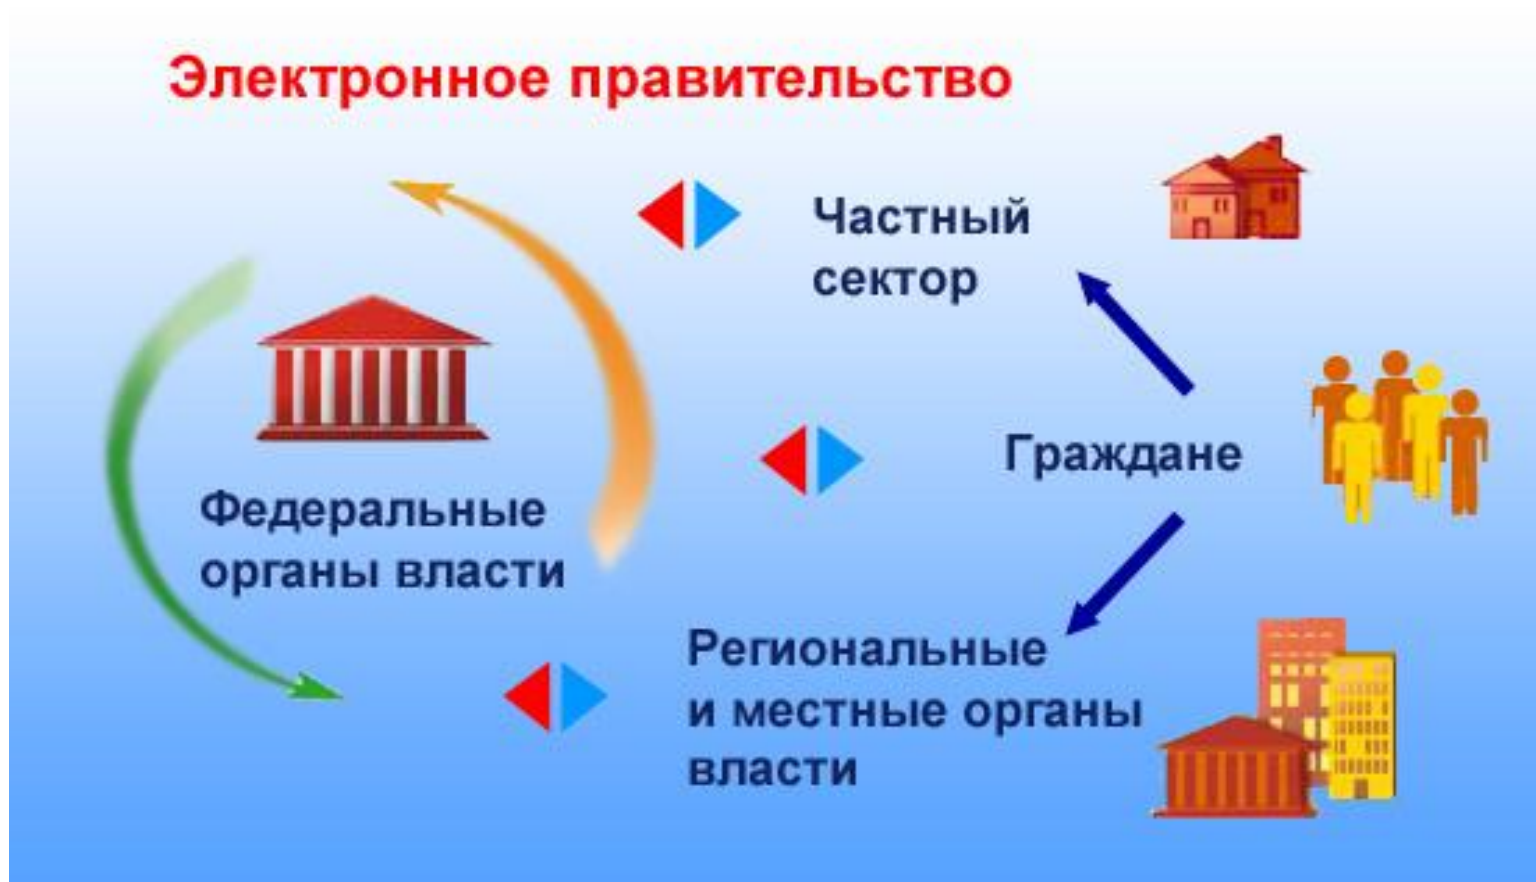 Электронное правительство
Частный
сектор
Граждане
Федеральные
органы власти
Региональные
и местные органы
власти